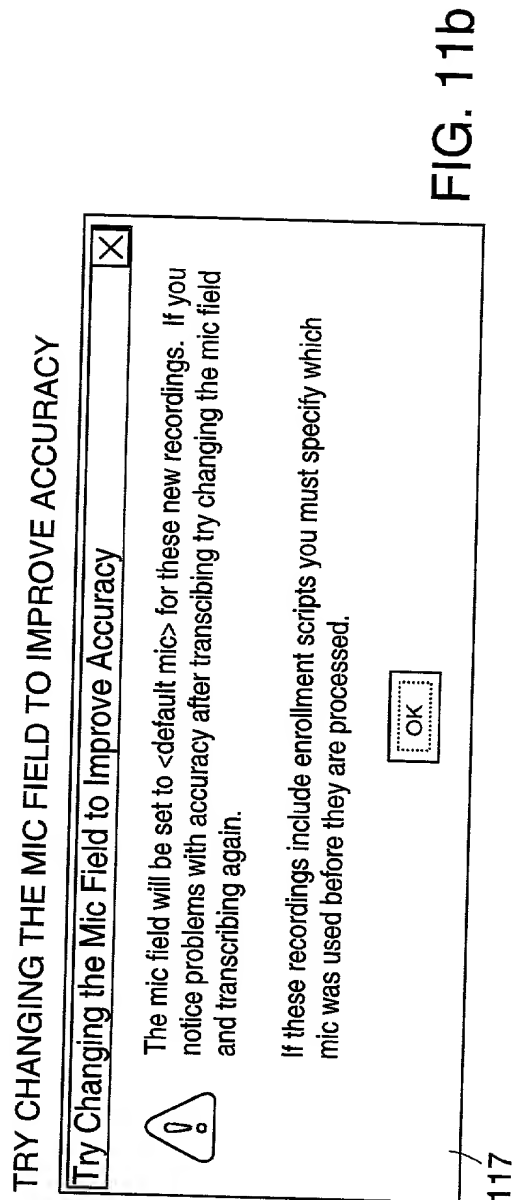 TRY CHANGING THE MIC FIELD TO IMPROVE ACCURACY
Try Changing the Mic Field to Improve Accuracy
The mic field will be set to <default mic> for these new recordings. If you
notice problems with accuracy after transcibing try changing the mic field
and transcribing again.
If these recordings include enrollment scripts you must specify which
mic was used before they are processed.
OK
117
FIG. 11b